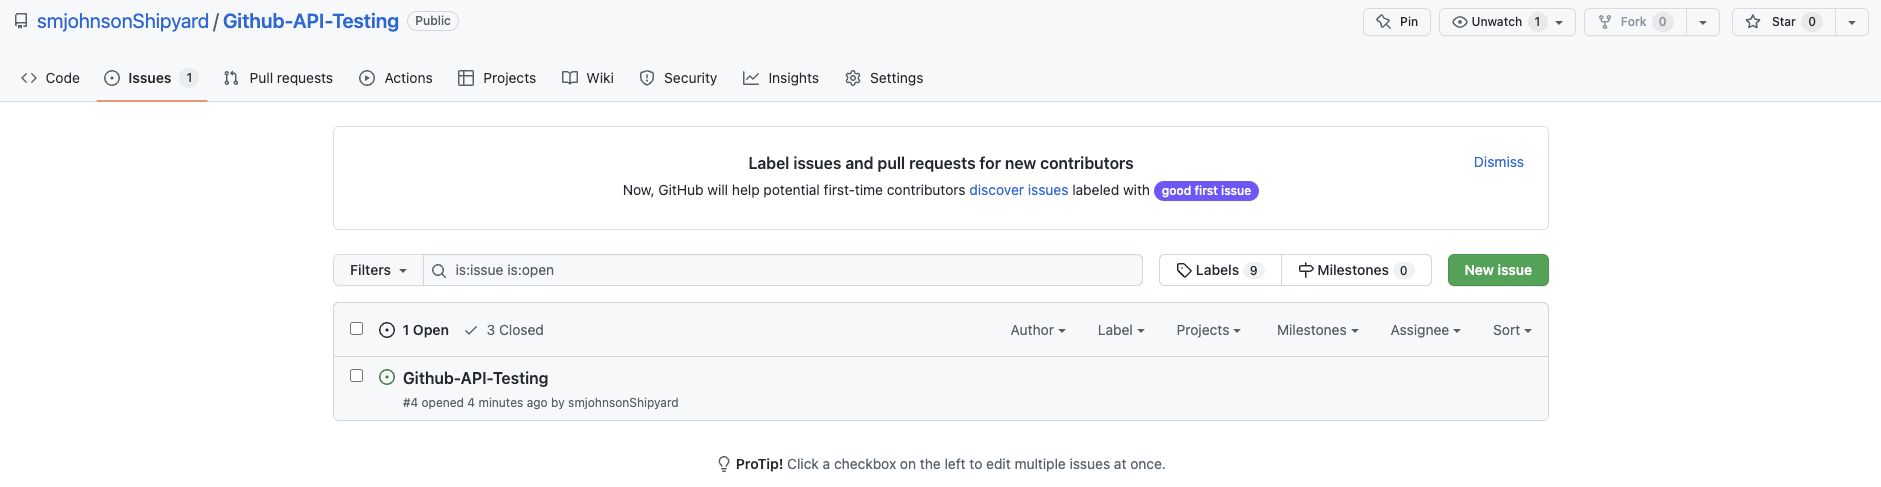 smjohnsonShipyard / Github-API-Testing Public Pin Unwatch 1 Fork 0 Star 0
Code Issues 1 Pull requests Actions Projects Wiki Security Insights Settings
Label issues and pull requests for new contributors Dismiss
Now, GitHub will help potential first-time contributors discover issues labeled with good first issue
Filters is:issue is:open Labels 9 Milestones 0 New issue
1 Open 3 Closed Author Label Projects Milestones Assignee Sort
Github-API-Testing
#4 opened 4 minutes ago by smjohnsonShipyard
ProTip! Click a checkbox on the left to edit multiple issues at once.